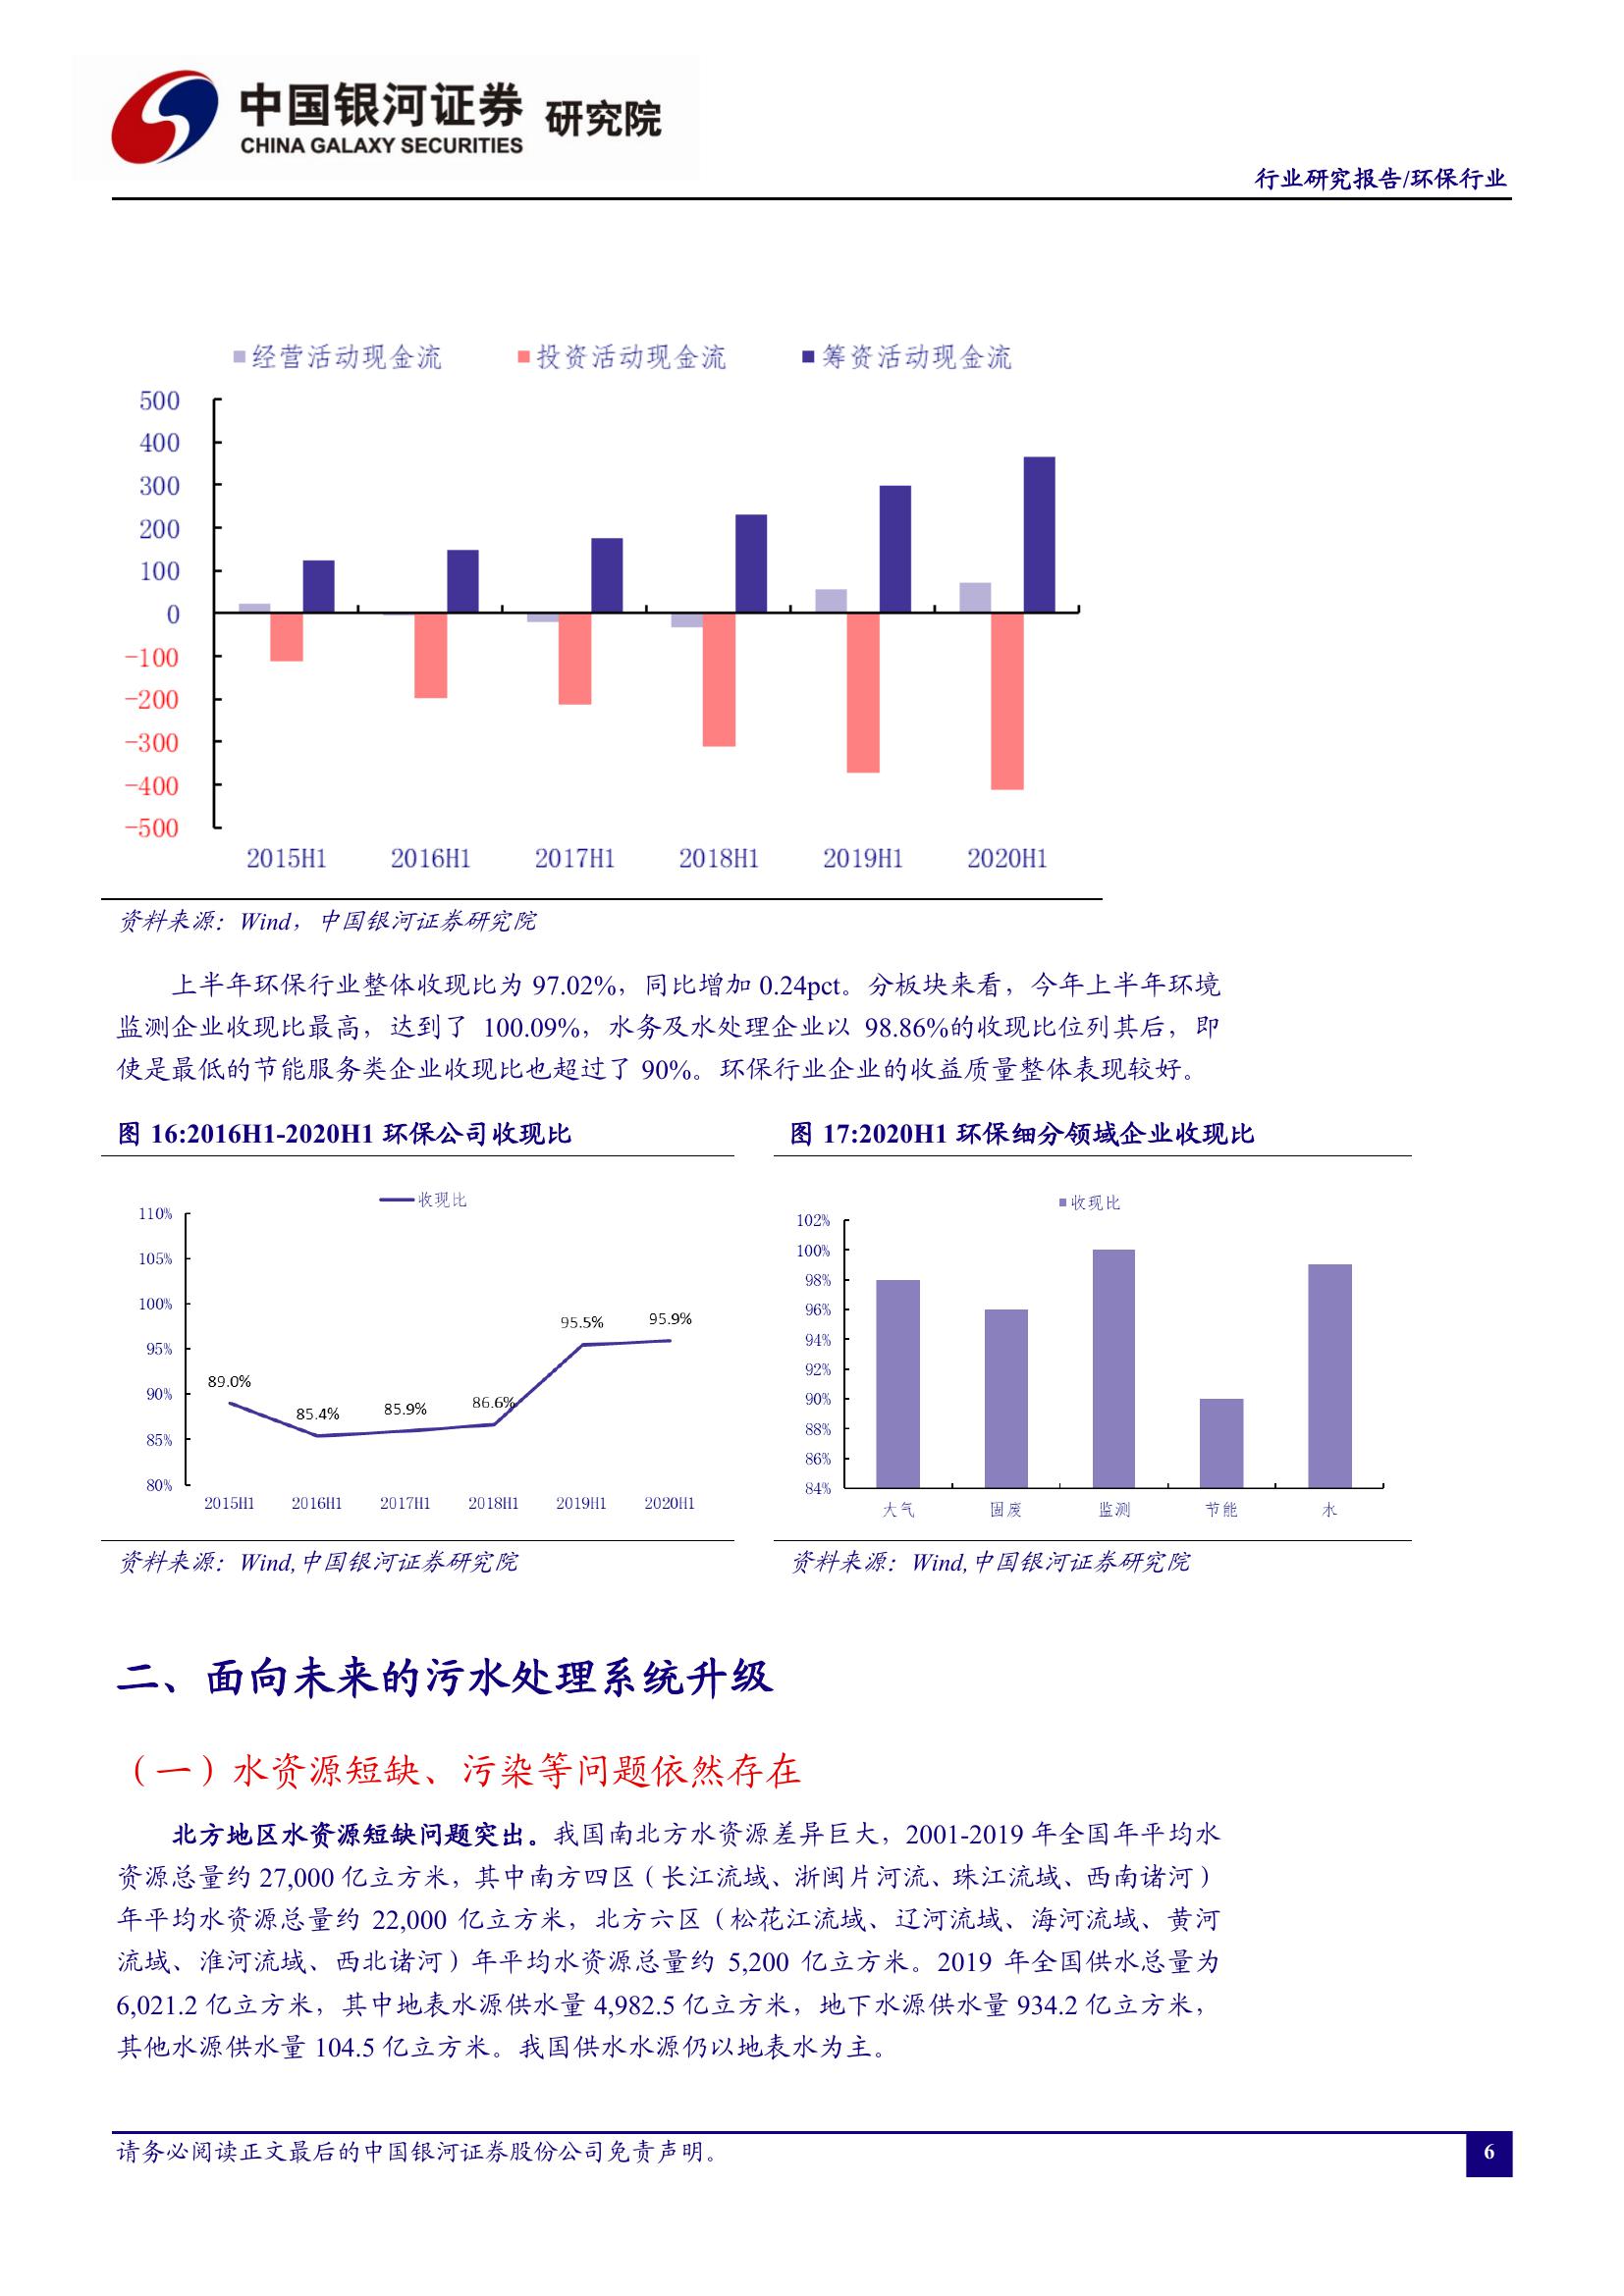 中国银河证券 研究院
CHINA GALAXY SECURITIES
行业研究报告/环保行业
经营活动现金流 投资活动现金流 筹资活动现金流
500
400
300
200
100
0
-100
-200
-300
-400
-500
2015H1 2016H1 2017H1 2018H1 2019H1 2020H1
资料来源：Wind，中国银河证券研究院
上半年环保行业整体收现比为 97.02%，同比增加 0.24pct。分板块来看，今年上半年环境
监测企业收现比最高，达到了 100.09%，水务及水处理企业以 98.86%的收现比位列其后，即
使是最低的节能服务类企业收现比也超过了 90%。环保行业企业的收益质量整体表现较好。
图 16:2016H1-2020H1 环保公司收现比
收现比
110%
105%
100%
95%
90%
85%
80%
89.0% 85.4% 85.9% 86.6% 95.5% 95.9%
2015H1 2016H1 2017H1 2018H1 2019H1 2020H1
资料来源：Wind,中国银河证券研究院
图 17:2020H1 环保细分领域企业收现比
收现比
102%
100%
98%
96%
94%
92%
90%
88%
86%
84%
大气 固废 监测 节能 水
资料来源：Wind,中国银河证券研究院
二、面向未来的污水处理系统升级
（一）水资源短缺、污染等问题依然存在
北方地区水资源短缺问题突出。我国南北方水资源差异巨大，2001-2019 年全国年平均水
资源总量约 27,000 亿立方米，其中南方四区（长江流域、浙闽片河流、珠江流域、西南诸河）
年平均水资源总量约 22,000 亿立方米，北方六区（松花江流域、辽河流域、海河流域、黄河
流域、淮河流域、西北诸河）年平均水资源总量约 5,200 亿立方米。2019 年全国供水总量为
6,021.2 亿立方米，其中地表水源供水量 4,982.5 亿立方米，地下水源供水量 934.2 亿立方米，
其他水源供水量 104.5 亿立方米。我国供水水源仍以地表水为主。
请务必阅读正文最后的中国银河证券股份公司免责声明。
6